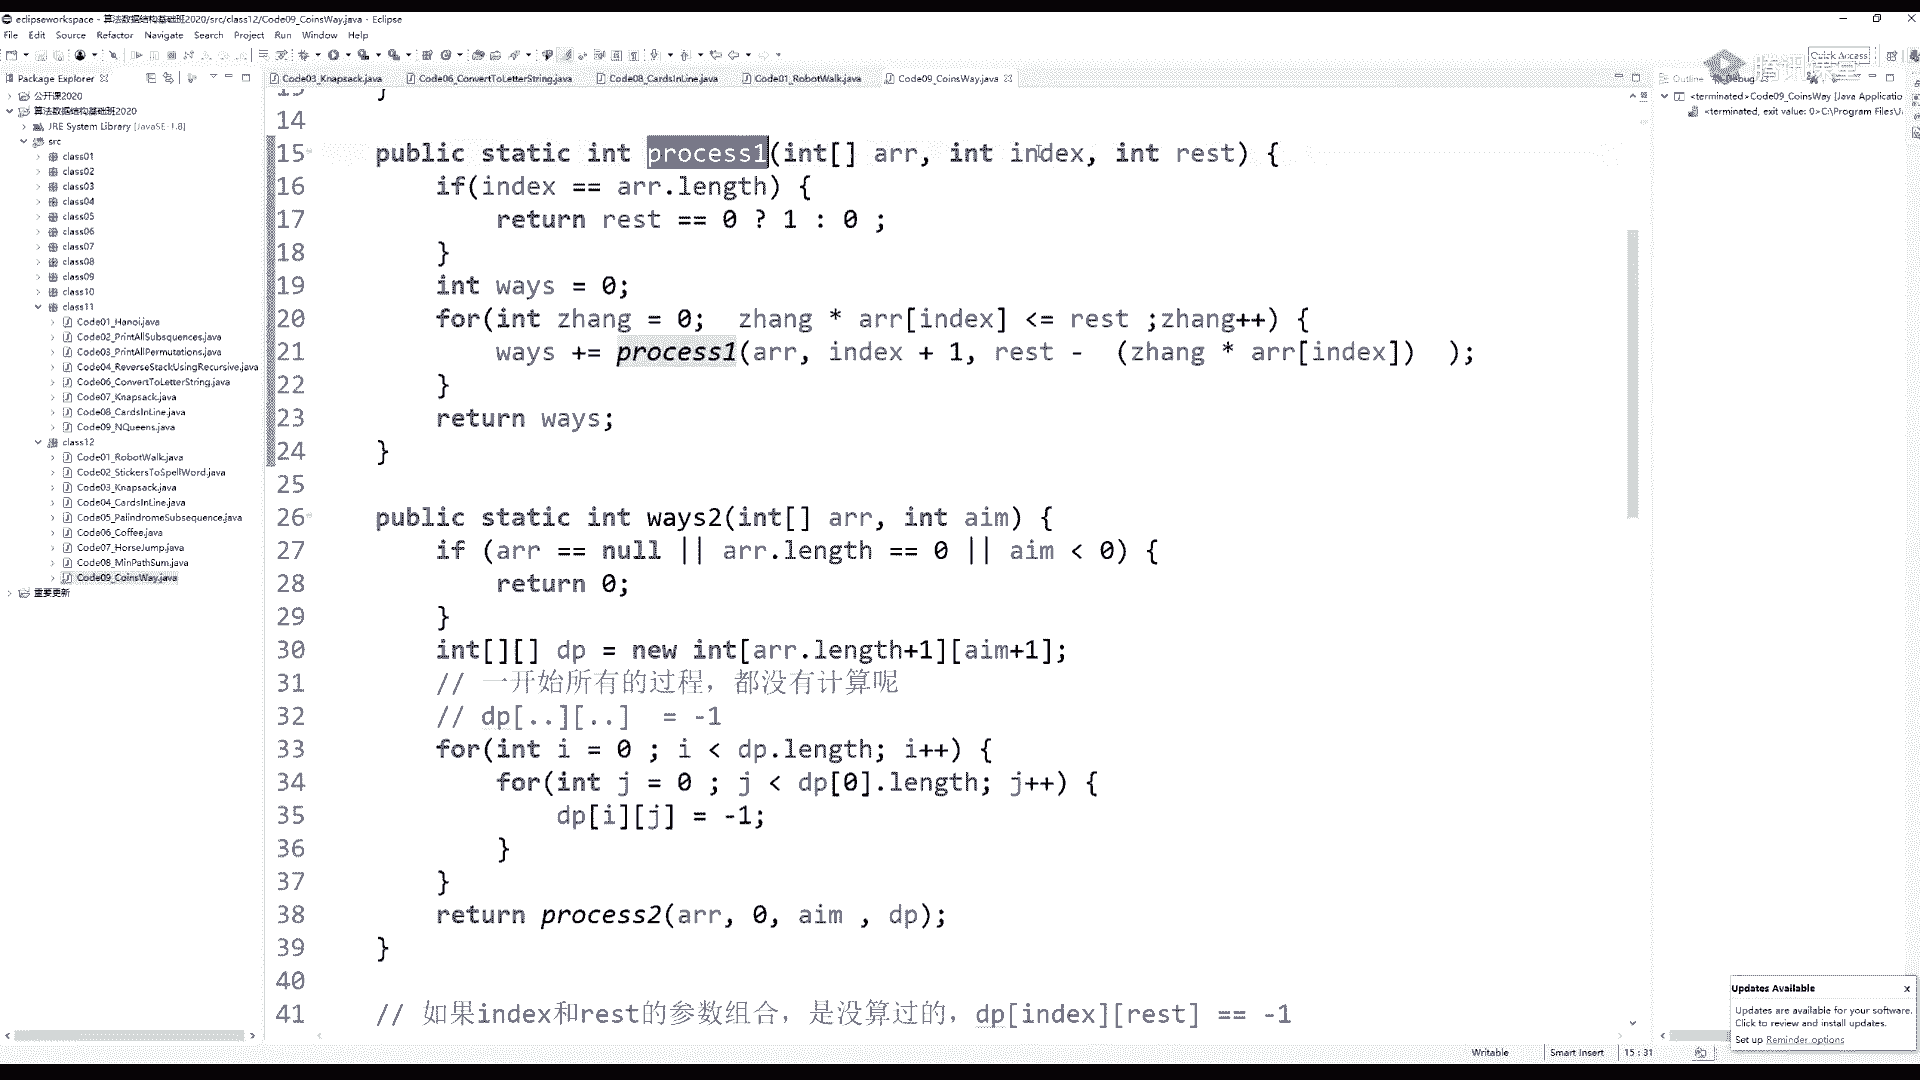 eclipseworkspace - 算法数据结构基础班2020/src/class12/Code09_CoinsWay.java - Eclipse
File Edit Source Refactor Navigate Search Project Run Window Help
Quick Access
腾讯课堂
Package Explorer
Code03_Knapsack.java Code06_ConvertToLetterString.java Code08_CardsInLine.java Code01_RobotWalk.java Code09_CoinsWay.java
Outline Debug
公开课2020
算法数据结构基础班2020
JRE System Library [JavaSE-1.8]
src
class01
class02
class03
class04
class05
class06
class07
class08
class09
class10
class11
Code01_Hanoi.java
Code02_PrintAllSubsquences.java
Code03_PrintAllPermutations.java
Code04_ReverseStackUsingRecursive.java
Code06_ConvertToLetterString.java
Code07_Knapsack.java
Code08_CardsInLine.java
Code09_NQueens.java
class12
Code01_RobotWalk.java
Code02_StickersToSpellWord.java
Code03_Knapsack.java
Code04_CardsInLine.java
Code05_PalindromeSubsequence.java
Code06_Coffee.java
Code07_HorseJump.java
Code08_MinPathSum.java
Code09_CoinsWay.java
重要更新
14
15 public static int process1(int[] arr, int index, int rest) {
16 if(index == arr.length) {
17 return rest == 0 ? 1 : 0 ;
18 }
19 int ways = 0;
20 for(int zhang = 0; zhang * arr[index] <= rest ;zhang++) {
21 ways += process1(arr, index + 1, rest - (zhang * arr[index]) );
22 }
23 return ways;
24 }
25
26 public static int ways2(int[] arr, int aim) {
27 if (arr == null || arr.length == 0 || aim < 0) {
28 return 0;
29 }
30 int[][] dp = new int[arr.length+1][aim+1];
31 // 一开始所有的过程，都没有计算呢
32 // dp[..][..] = -1
33 for(int i = 0 ; i < dp.length; i++) {
34 for(int j = 0 ; j < dp[0].length; j++) {
35 dp[i][j] = -1;
36 }
37 }
38 return process2(arr, 0, aim , dp);
39 }
40
41 // 如果index和rest的参数组合，是没算过的，dp[index][rest] == -1
<terminated>Code09_CoinsWay [Java Applicatio
<terminated, exit value: 0>C:\Program Files\J
Updates Available x
Updates are available for your software.
Click to review and install updates.
Set up Reminder options
Writable Smart Insert 15 : 31